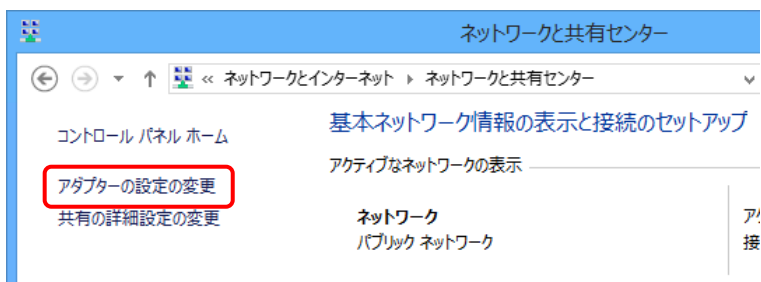 ネットワークと共有センター
« ネットワークとインターネット ▸ ネットワークと共有センター
コントロール パネル ホーム
アダプターの設定の変更
共有の詳細設定の変更
基本ネットワーク情報の表示と接続のセットアップ
アクティブなネットワークの表示
ネットワーク
パブリック ネットワーク
接